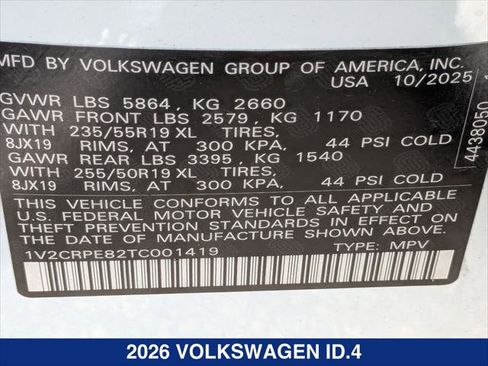 MFD BY VOLKSWAGEN GROUP OF AMERICA, INC.
USA 10/2025
GVWR LBS 5864, KG 2660
GAWR FRONT LBS 2579, KG 1170
WITH 235/55R19 XL TIRES,
8JX19 RIMS, AT 300 KPA, 44 PSI COLD
GAWR REAR LBS 3395, KG 1540
WITH 255/50R19 XL TIRES,
8JX19 RIMS, AT 300 KPA, 44 PSI COLD
THIS VEHICLE CONFORMS TO ALL APPLICABLE
U.S. FEDERAL MOTOR VEHICLE SAFETY AND
THEFT PREVENTION STANDARDS IN EFFECT ON
THE DATE OF MANUFACTURE SHOWN ABOVE.
1V2CRPE82TC001419 TYPE: MPV
4438050
2026 VOLKSWAGEN ID.4